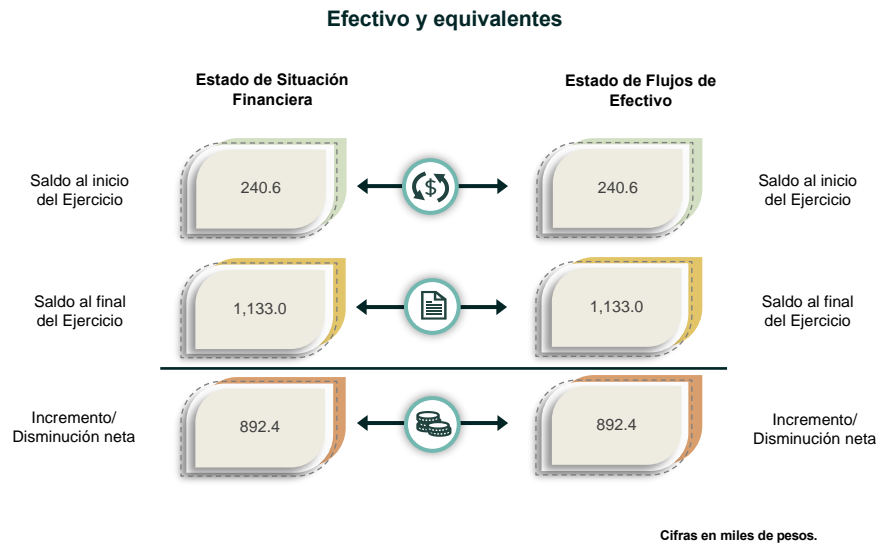 Efectivo y equivalentes
Estado de Situación
Financiera
Estado de Flujos de
Efectivo
Saldo al inicio
del Ejercicio
240.6
$
240.6
Saldo al inicio
del Ejercicio
Saldo al final
del Ejercicio
1,133.0
1,133.0
Saldo al final
del Ejercicio
Incremento/
Disminución neta
892.4
892.4
Incremento/
Disminución neta
Cifras en miles de pesos.